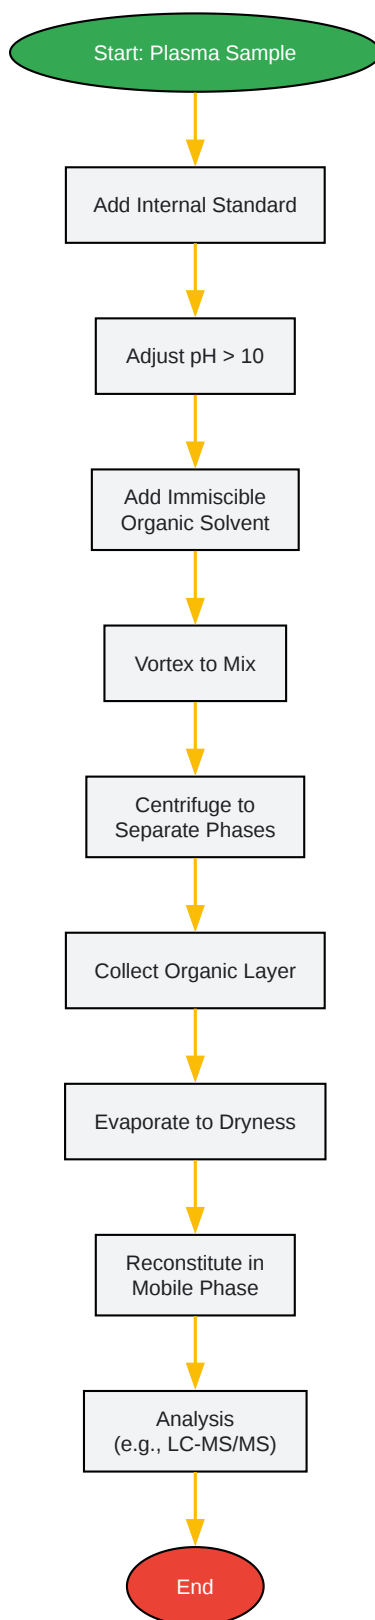 Start: Plasma Sample
Add Internal Standard
Adjust pH > 10
Add Immiscible
Organic Solvent
Vortex to Mix
Centrifuge to
Separate Phases
Collect Organic Layer
Evaporate to Dryness
Reconstitute in
Mobile Phase
Analysis
(e.g., LC-MS/MS)
End